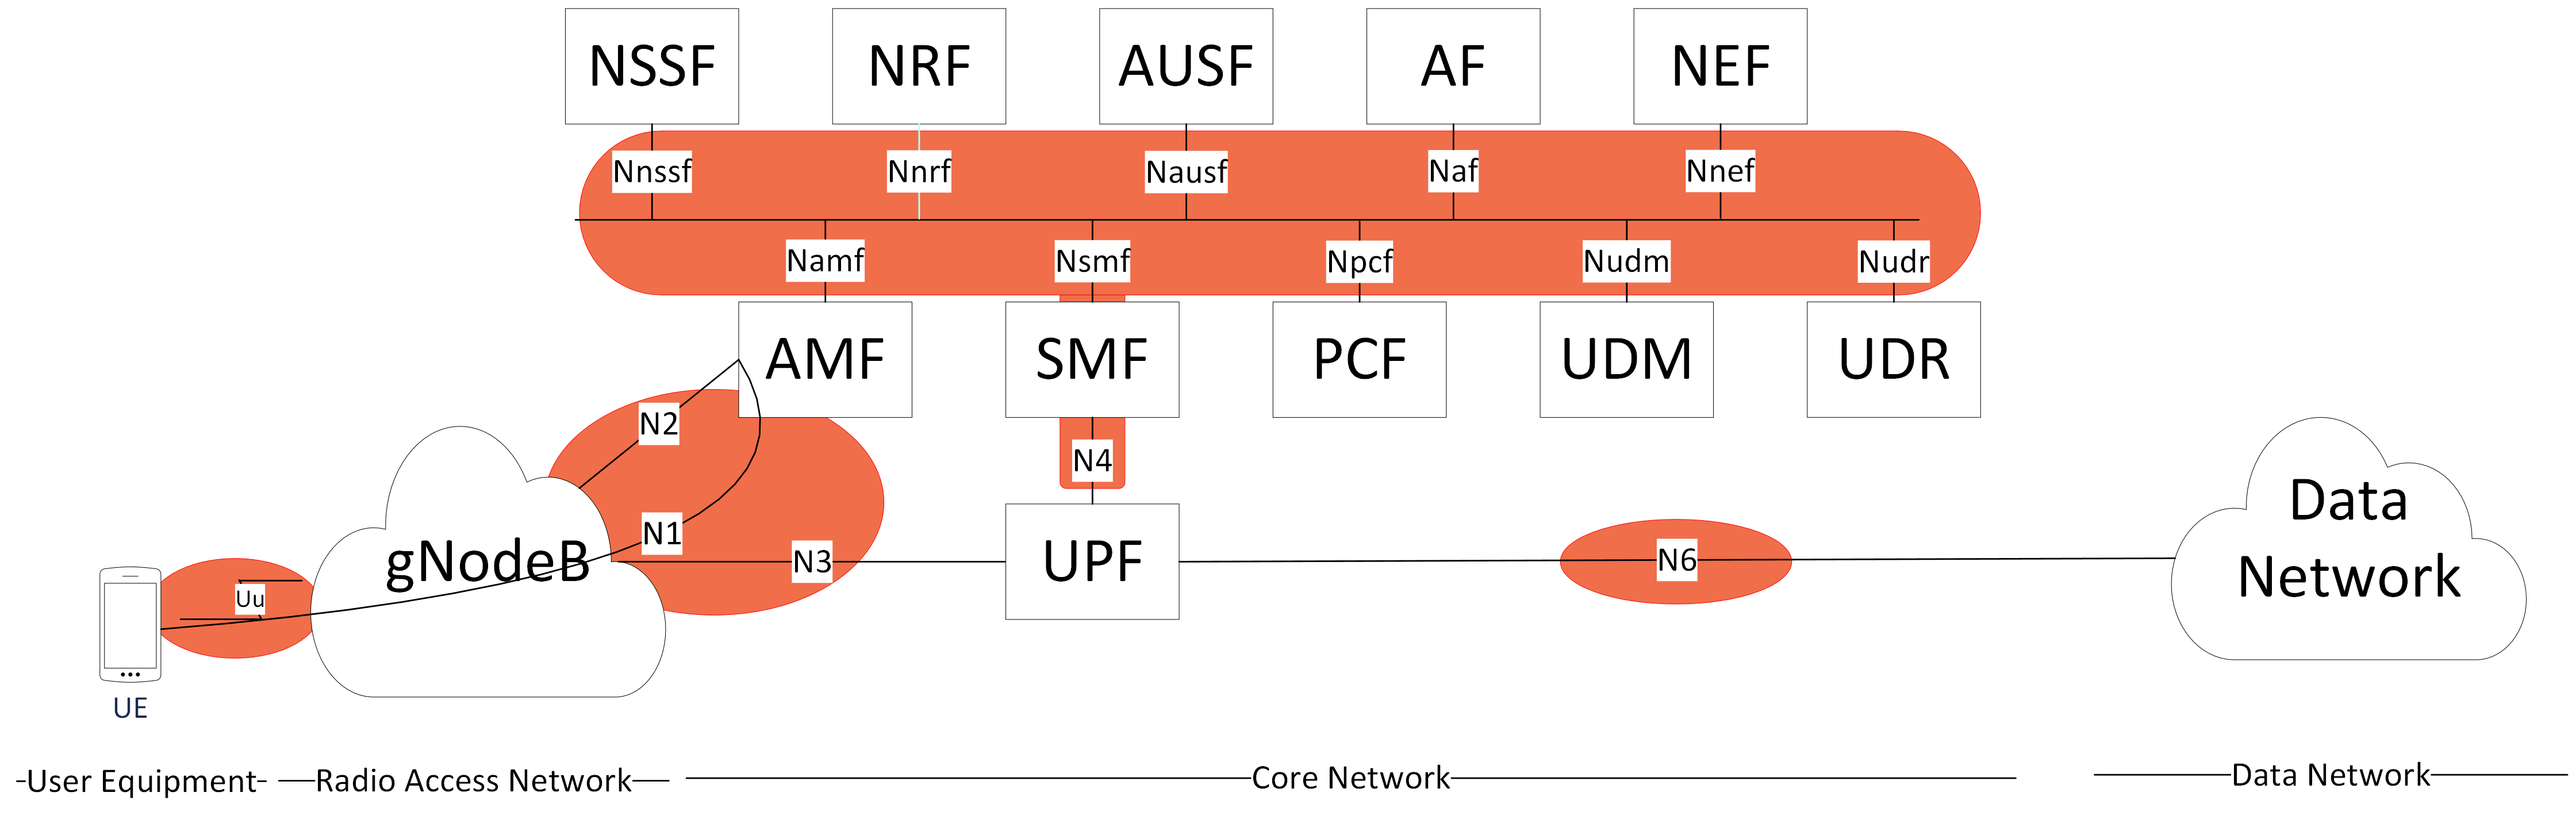 NSSF
NRF
AUSF
AF
NEF
Nnssf
Nnrf
Nausf
Naf
Nnef
Namf
Nsmf
Npcf
Nudm
Nudr
AMF
SMF
PCF
UDM
UDR
N2
N4
N1
N3
gNodeB
UPF
N6
Data
Network
Uu
UE
User Equipment
Radio Access Network
Core Network
Data Network